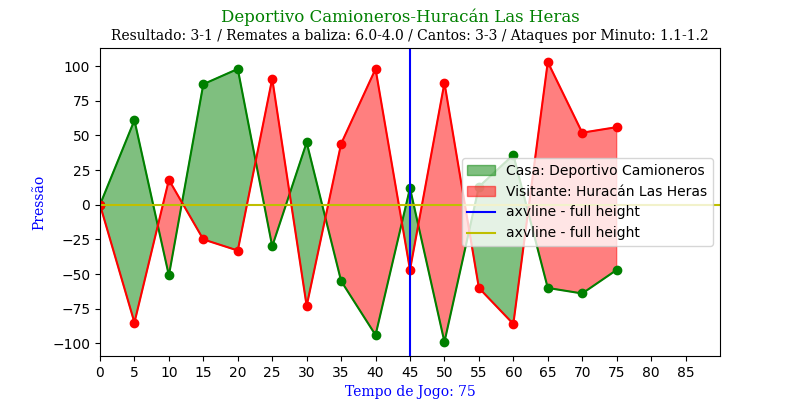 Deportivo Camioneros-Huracán Las Heras
Resultado: 3-1 / Remates a baliza: 6.0-4.0 / Cantos: 3-3 / Ataques por Minuto: 1.1-1.2
100
75
50
25
0
−25
−50
−75
−100
Pressão
Casa: Deportivo Camioneros
Visitante: Huracán Las Heras
axvline - full height
axvline - full height
0 5 10 15 20 25 30 35 40 45 50 55 60 65 70 75 80 85
Tempo de Jogo: 75